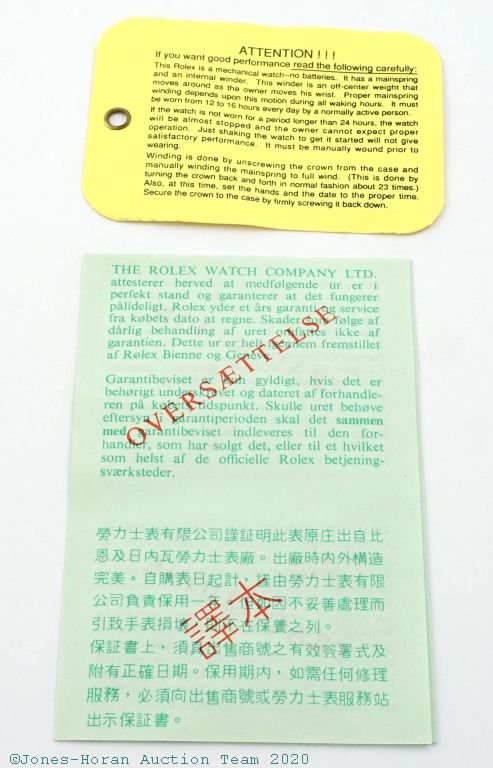 ATTENTION ! ! !
If you want good performance read the following carefully:
This Rolex is a mechanical watch--no batteries. It has a mainspring
and an internal winder. This winder is an off-center weight that
moves around as the owner moves his wrist. Proper mainspring
winding depends upon this motion during all waking hours. It must
be worn from 12 to 16 hours every day by a normally active person.
If the watch is not worn for a period longer than 24 hours, the watch
will be almost stopped and the owner cannot expect proper
operation. Just shaking the watch to get it started will not give
satisfactory performance. It must be manually wound prior to
wearing.
Winding is done by unscrewing the crown from the case and
manually winding the mainspring to full wind. (This is done by
turning the crown back and forth in normal fashion about 23 times.)
Also, at this time, set the hands and the date to the proper time.
Secure the crown to the case by firmly screwing it back down.
THE ROLEX WATCH COMPANY LTD.
attesterer herved at medfølgende ur er i
perfekt stand og garanterer at det fungerer
pålideligt. Rolex yder et års garanti og service
fra købets dato at regne. Skader som følge af
dårlig behandling af uret omfattes ikke af
garantien. Dette ur er helt igennem fremstillet
af Rolex Bienne og Genève.
OVERSÆTTELSE
Garantibeviset er kun gyldigt, hvis det er
behørigt underskrevet og dateret af forhandle-
ren på købets tidspunkt. Skulle uret behøve
eftersyn i garantiperioden skal det sammen
med garantibeviset indleveres til den for-
handler, som har solgt det, eller til et hvilket
som helst af de officielle Rolex betjening-
sværksteder.
勞力士表有限公司謹証明此表原庄出自比
恩及日內瓦勞力士表廠。出廠時内外構造
完美。自購表日起計，謹由勞力士表有限
公司負責保用一年。但如因不妥善處理而
引致手表損壞，則不在保養之列。
譯本
保証書上，須具出售商號之有效簽署式及
附有正確日期。保用期內，如需任何修理
服務，必須向出售商號或勞力士表服務站
出示保証書。
©Jones-Horan Auction Team 2020